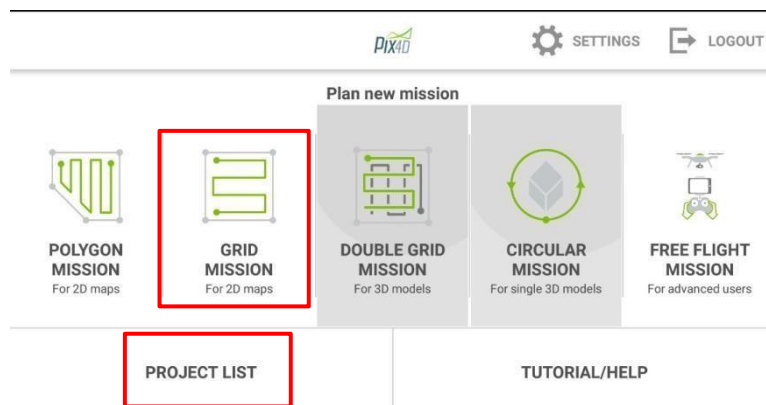 PIX4D
SETTINGS
LOGOUT
Plan new mission
POLYGON
MISSION
For 2D maps
GRID
MISSION
For 2D maps
DOUBLE GRID
MISSION
For 3D models
CIRCULAR
MISSION
For single 3D models
FREE FLIGHT
MISSION
For advanced users
PROJECT LIST
TUTORIAL/HELP